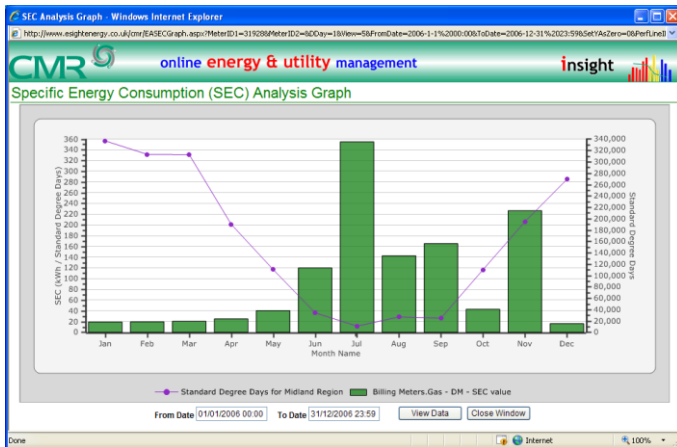 SEC Analysis Graph - Windows Internet Explorer
http://www.esightenergy.co.uk/cmr/EASECGraph.aspx?MeterID1=31928&MeterID2=&DDay=1&View=5&FromDate=2006-1-1%2000:00&ToDate=2006-12-31%2023:59&SetYAsZero=0&PerfLineI
CMR online energy & utility management insight
Specific Energy Consumption (SEC) Analysis Graph
360 340,000
340 320,000
320 300,000
300 280,000
280 260,000
260 240,000
240 220,000
220 200,000
200 180,000
180 160,000
160 140,000
140 120,000
120 100,000
100 80,000
80 60,000
60 40,000
40 20,000
20 0
0
SEC (kWh / Standard Degree Days)
Standard Degree Days
Jan Feb Mar Apr May Jun Jul Aug Sep Oct Nov Dec
Month Name
Standard Degree Days for Midland Region Billing Meters.Gas - DM - SEC value
From Date 01/01/2006 00:00 To Date 31/12/2006 23:59 View Data Close Window
Done Internet 100%